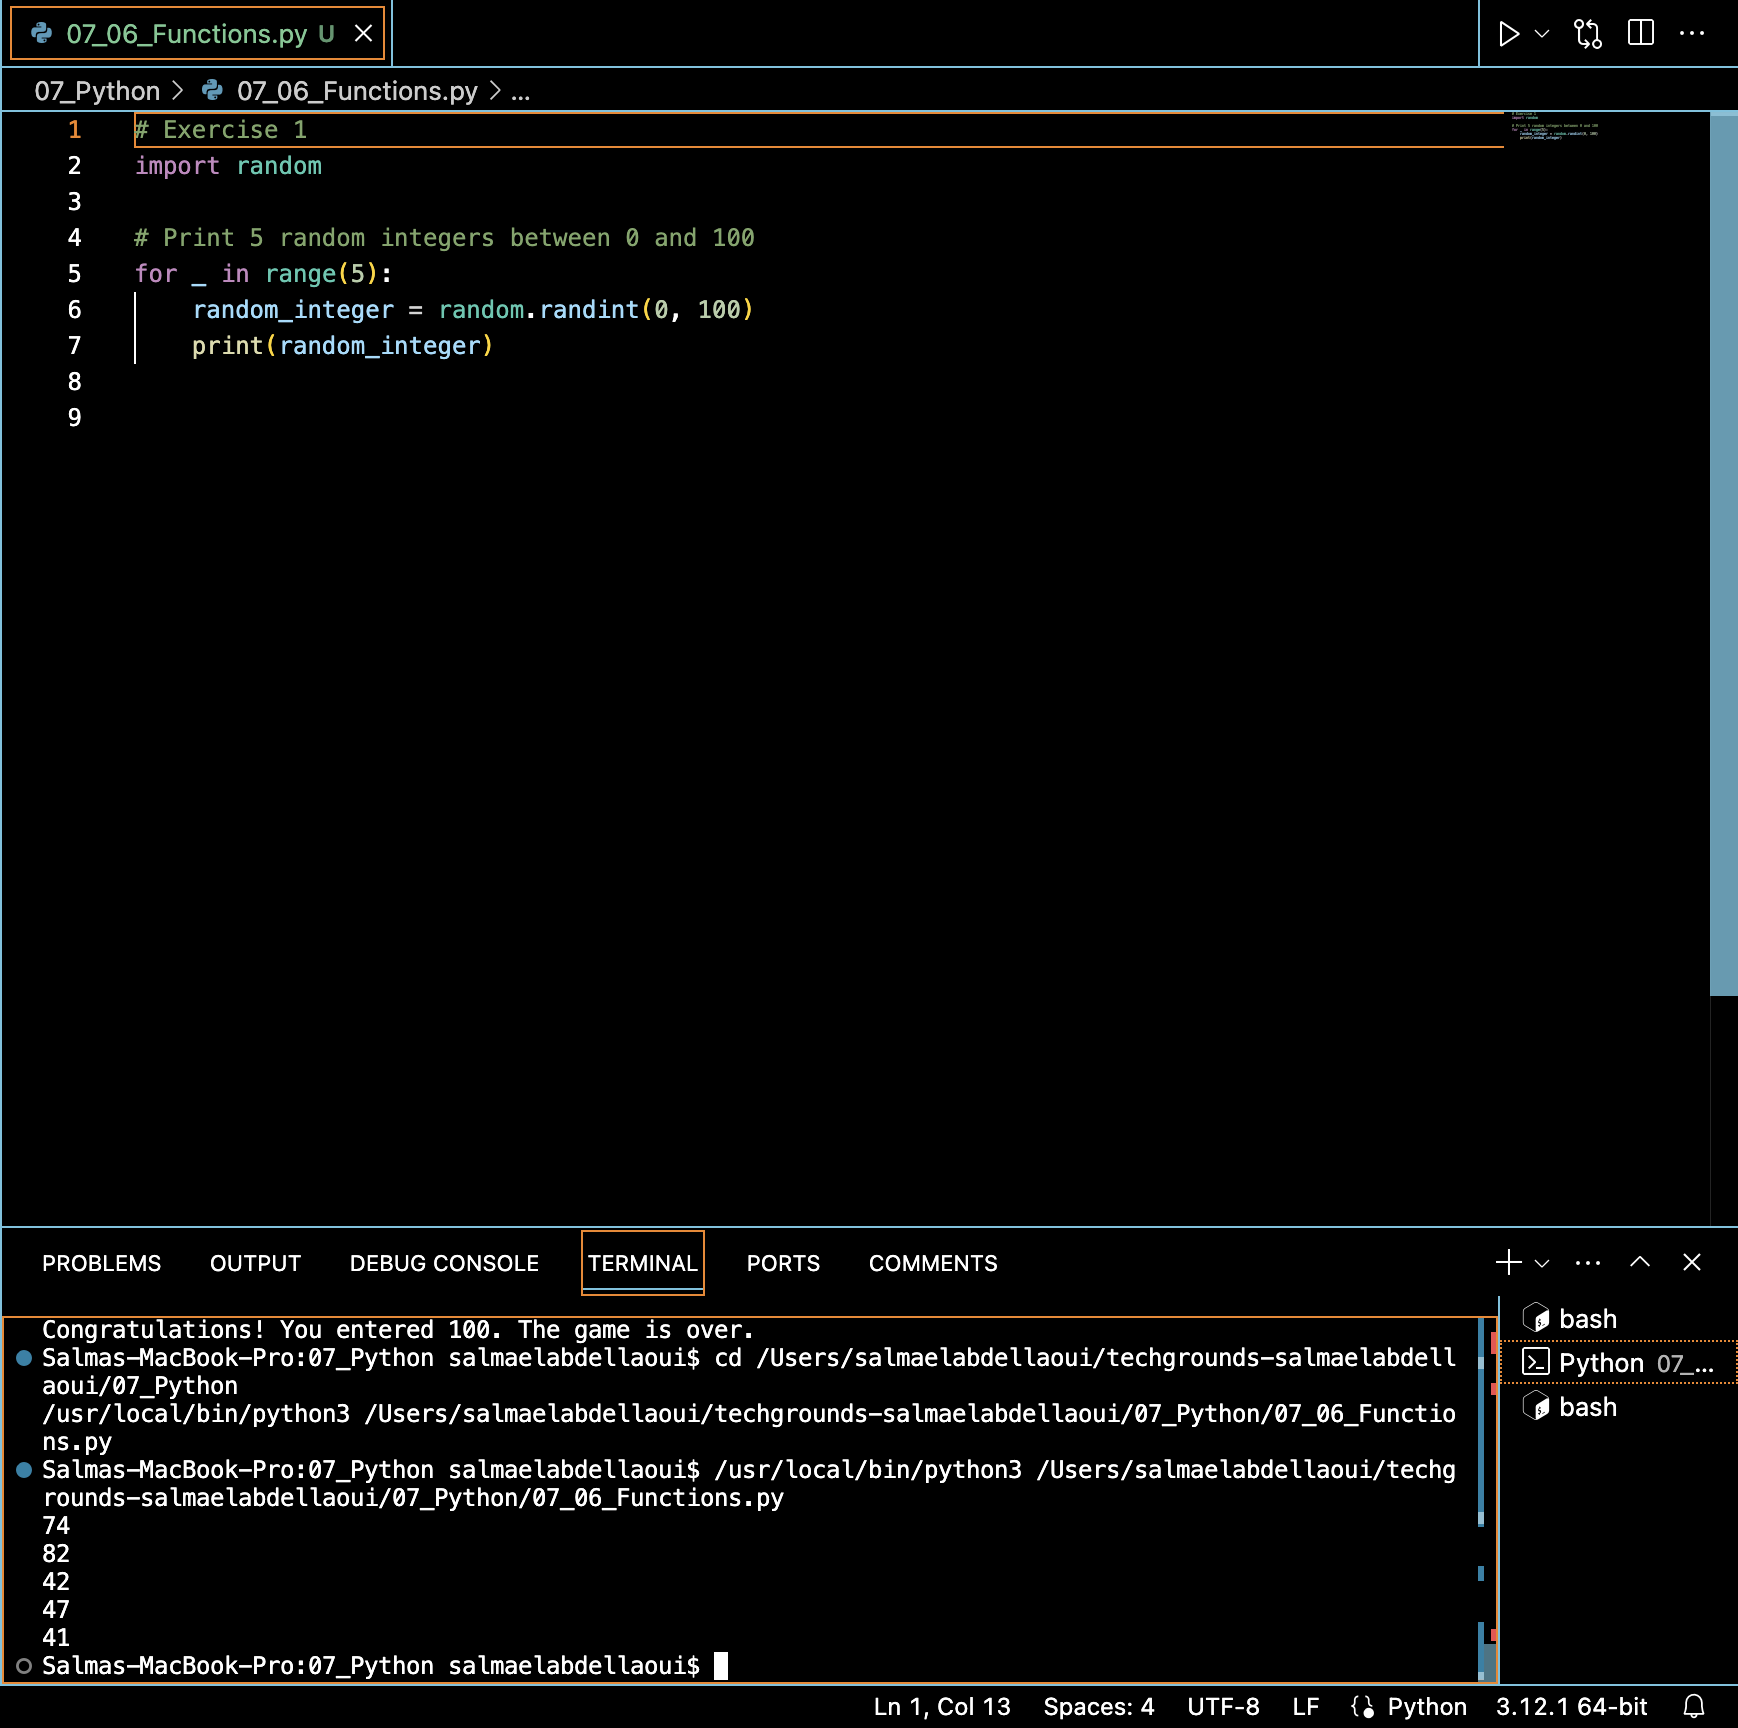 07_06_Functions.py U
07_Python > 07_06_Functions.py > ...
1 # Exercise 1
2 import random
3
4 # Print 5 random integers between 0 and 100
5 for _ in range(5):
6     random_integer = random.randint(0, 100)
7     print(random_integer)
8
9
PROBLEMS OUTPUT DEBUG CONSOLE TERMINAL PORTS COMMENTS
Congratulations! You entered 100. The game is over.
Salmas-MacBook-Pro:07_Python salmaelabdellaoui$ cd /Users/salmaelabdellaoui/techgrounds-salmaelabdell
aoui/07_Python
/usr/local/bin/python3 /Users/salmaelabdellaoui/techgrounds-salmaelabdellaoui/07_Python/07_06_Functio
ns.py
Salmas-MacBook-Pro:07_Python salmaelabdellaoui$ /usr/local/bin/python3 /Users/salmaelabdellaoui/techg
rounds-salmaelabdellaoui/07_Python/07_06_Functions.py
74
82
42
47
41
Salmas-MacBook-Pro:07_Python salmaelabdellaoui$
bash
Python 07_...
bash
Ln 1, Col 13 Spaces: 4 UTF-8 LF Python 3.12.1 64-bit